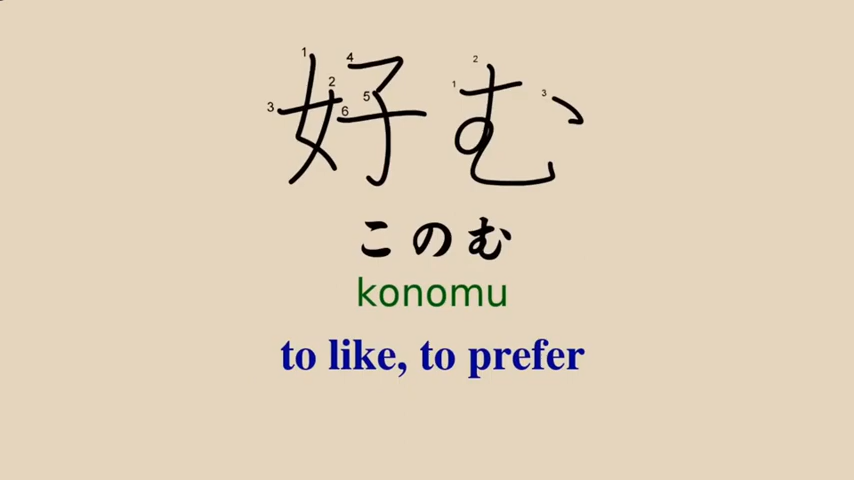 好む
このむ
konomu
to like, to prefer